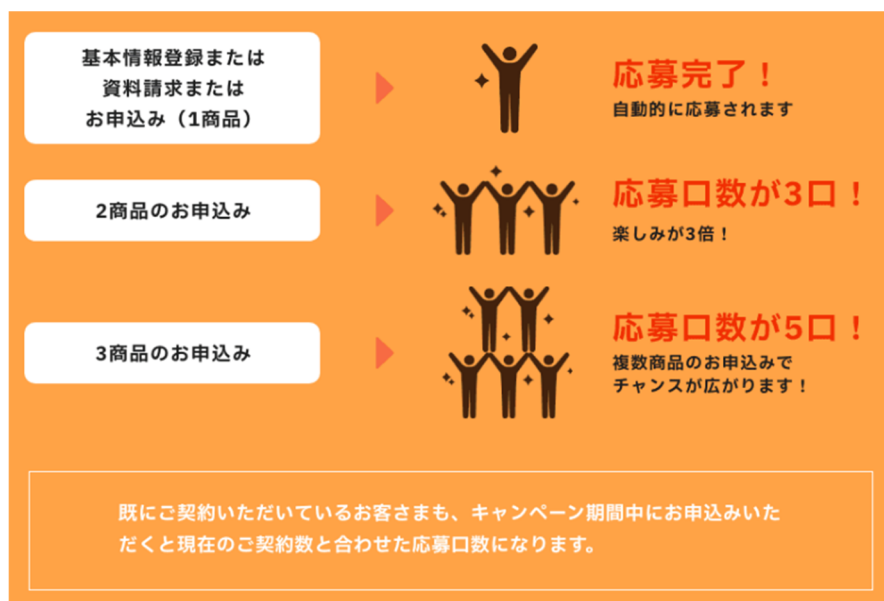 基本情報登録または
資料請求または
お申込み（1商品）
応募完了！
自動的に応募されます
2商品のお申込み
応募口数が3口！
楽しみが3倍！
3商品のお申込み
応募口数が5口！
複数商品のお申込みで
チャンスが広がります！
既にご契約いただいているお客さまも、キャンペーン期間中にお申込みいた
だくと現在のご契約数と合わせた応募口数になります。